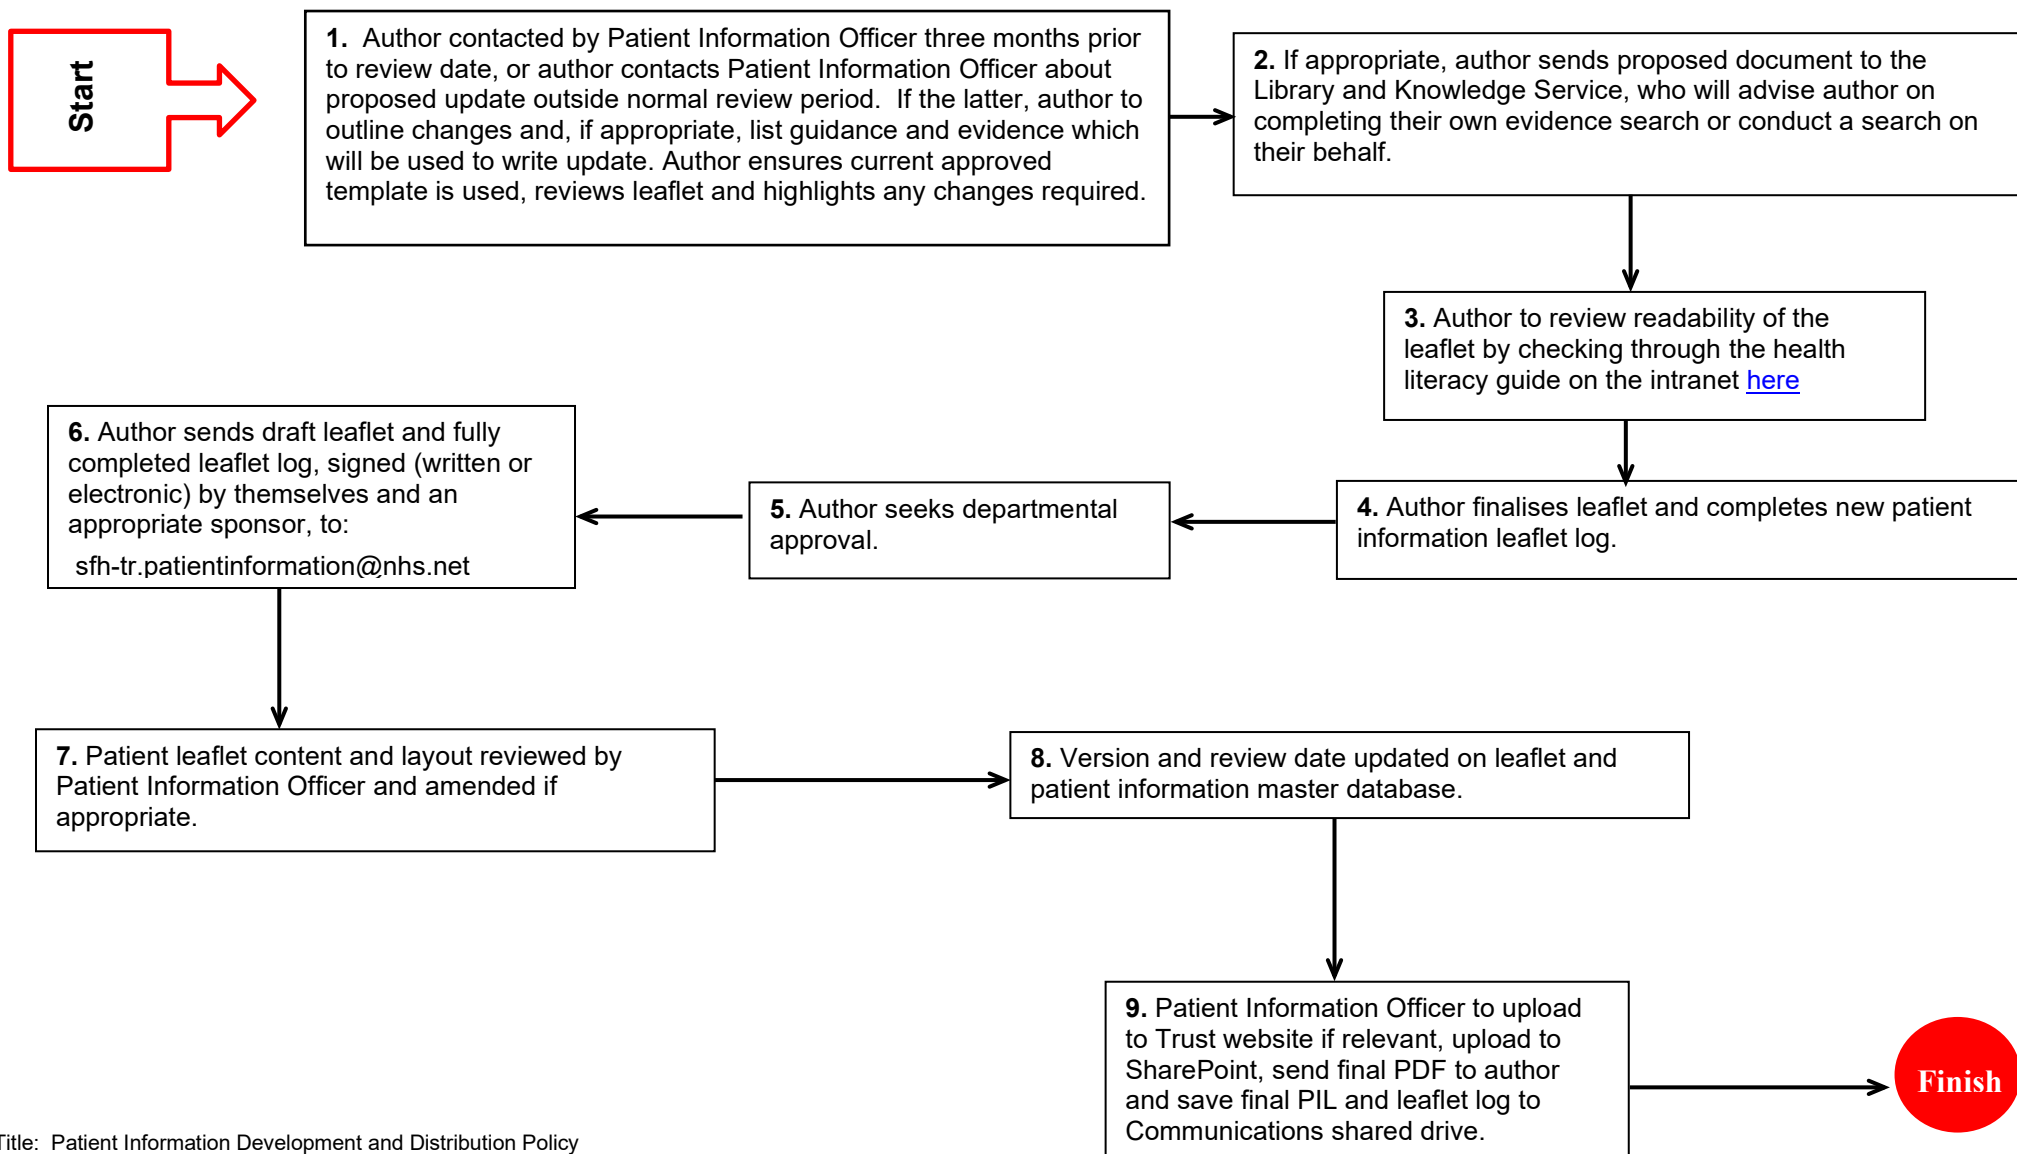 Start
1. Author contacted by Patient Information Officer three months prior
to review date, or author contacts Patient Information Officer about
proposed update outside normal review period. If the latter, author to
outline changes and, if appropriate, list guidance and evidence which
will be used to write update. Author ensures current approved
template is used, reviews leaflet and highlights any changes required.
2. If appropriate, author sends proposed document to the
Library and Knowledge Service, who will advise author on
completing their own evidence search or conduct a search on
their behalf.
3. Author to review readability of the
leaflet by checking through the health
literacy guide on the intranet here
4. Author finalises leaflet and completes new patient
information leaflet log.
5. Author seeks departmental
approval.
6. Author sends draft leaflet and fully
completed leaflet log, signed (written or
electronic) by themselves and an
appropriate sponsor, to:
sfh-tr.patientinformation@nhs.net
7. Patient leaflet content and layout reviewed by
Patient Information Officer and amended if
appropriate.
8. Version and review date updated on leaflet and
patient information master database.
9. Patient Information Officer to upload
to Trust website if relevant, upload to
SharePoint, send final PDF to author
and save final PIL and leaflet log to
Communications shared drive.
Finish
Title: Patient Information Development and Distribution Policy